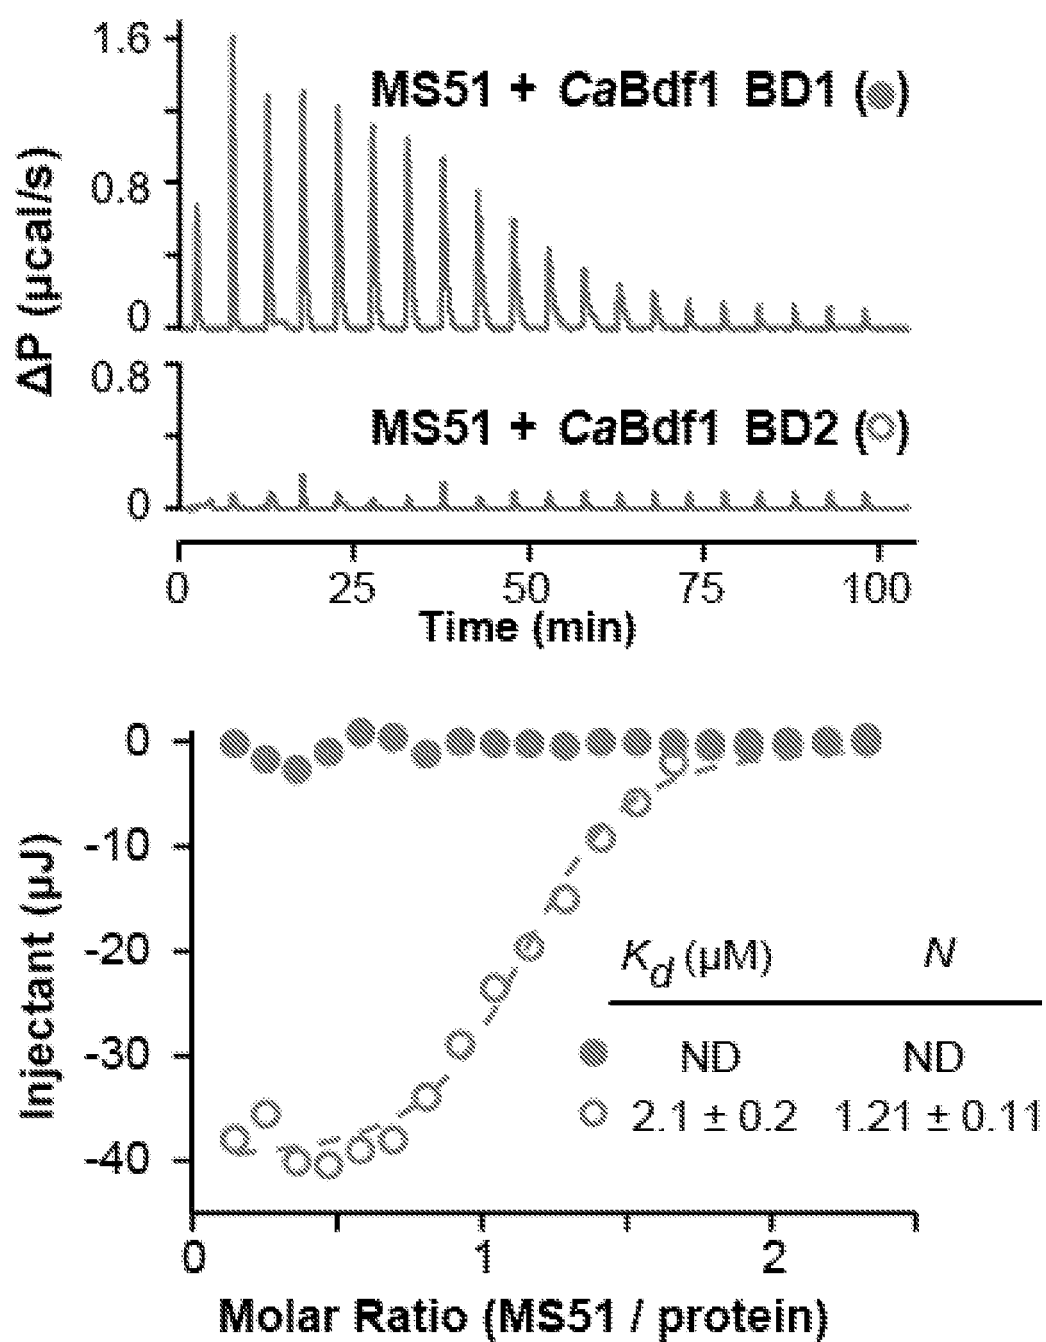 1.6
MS51 + CaBdf1 BD1 ( )
0.8
0
ΔP (µcal/s)
0.8
MS51 + CaBdf1 BD2 ( )
0
0 25 50 75 100
Time (min)
0
-10
-20
-30
-40
Injectant (µJ)
Kd (µM) N
ND ND
2.1 ± 0.2 1.21 ± 0.11
0 1 2
Molar Ratio (MS51 / protein)